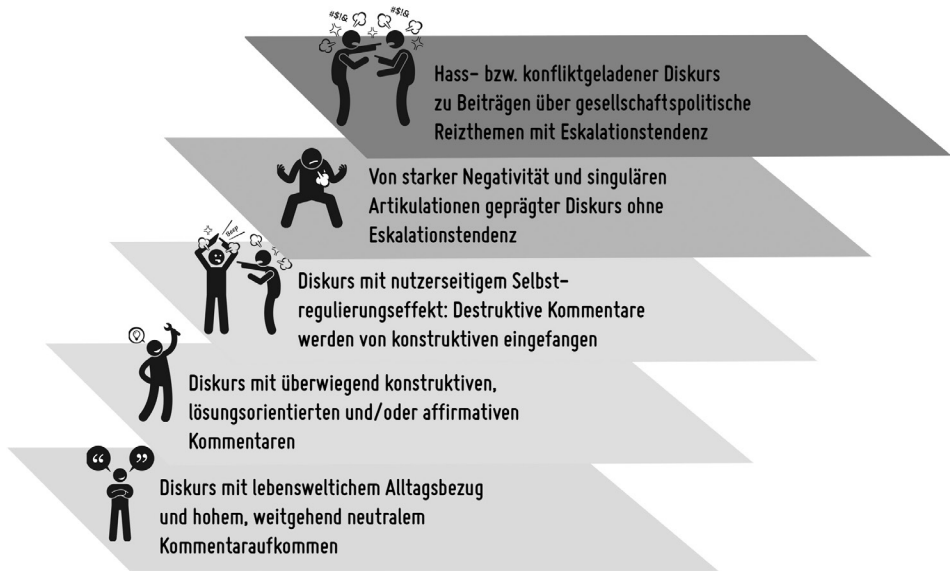 #$!& #$!&
Hass- bzw. konfliktgeladener Diskurs
zu Beiträgen über gesellschaftspolitische
Reizthemen mit Eskalationstendenz
Von starker Negativität und singulären
Artikulationen geprägter Diskurs ohne
Eskalationstendenz
Beep
Diskurs mit nutzerseitigem Selbst-
regulierungseffekt: Destruktive Kommentare
werden von konstruktiven eingefangen
Diskurs mit überwiegend konstruktiven,
lösungsorientierten und/oder affirmativen
Kommentaren
“ ”
Diskurs mit lebensweltichem Alltagsbezug
und hohem, weitgehend neutralem
Kommentaraufkommen